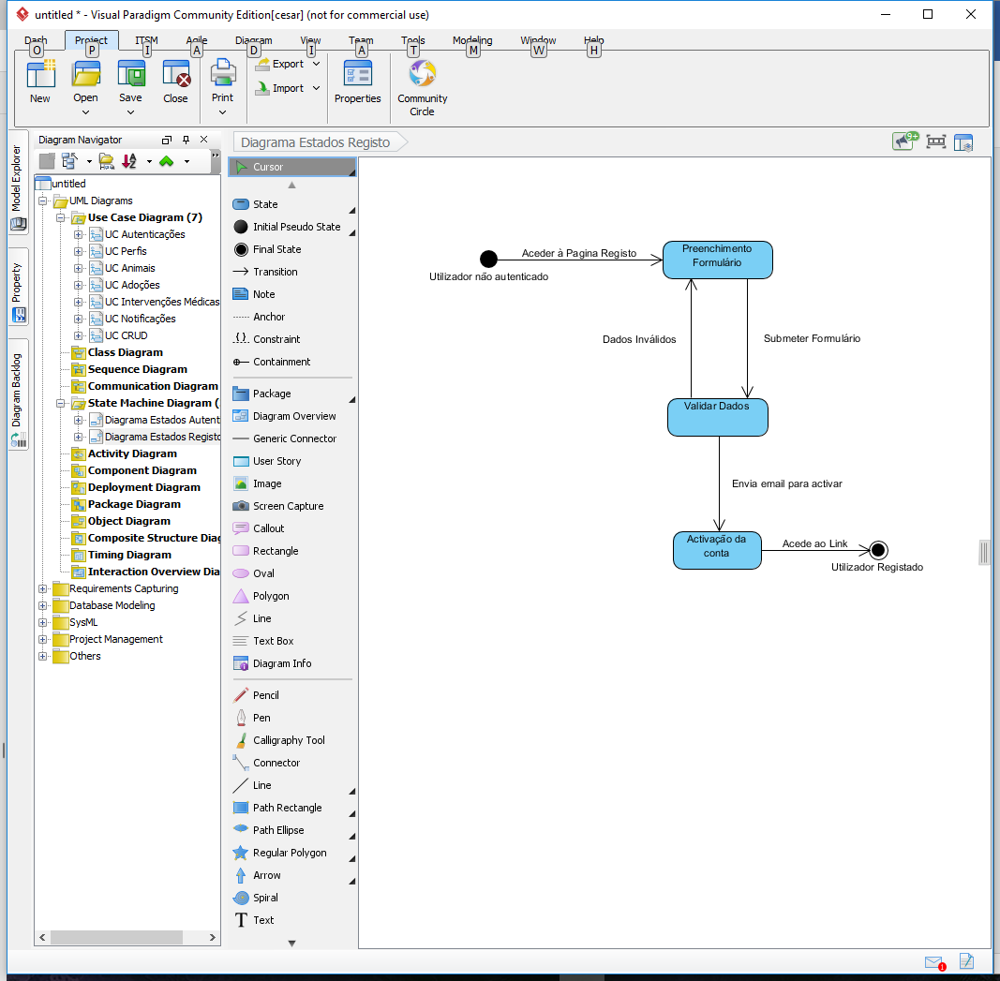 untitled * - Visual Paradigm Community Edition[cesar] (not for commercial use)
Dash Project ITSM Agile Diagram View Team Tools Modeling Window Help
O P I A D I A T M W H
New Open Save Close Print Export Import Properties Community
Circle
Diagram Navigator
Diagrama Estados Registo
9+
Model Explorer
Property
Diagram Backlog
untitled
UML Diagrams
Use Case Diagram (7)
UC Autenticações
UC Perfis
UC Animais
UC Adoções
UC Intervenções Médicas
UC Notificações
UC CRUD
Class Diagram
Sequence Diagram
Communication Diagram
State Machine Diagram (
Diagrama Estados Autent
Diagrama Estados Registo
Activity Diagram
Component Diagram
Deployment Diagram
Package Diagram
Object Diagram
Composite Structure Diag
Timing Diagram
Interaction Overview Dia
Requirements Capturing
Database Modeling
SysML
Project Management
Others
Cursor
State
Initial Pseudo State
Final State
Transition
Note
Anchor
Constraint
Containment
Package
Diagram Overview
Generic Connector
User Story
Image
Screen Capture
Callout
Rectangle
Oval
Polygon
Line
Text Box
Diagram Info
Pencil
Pen
Calligraphy Tool
Connector
Line
Path Rectangle
Path Ellipse
Regular Polygon
Arrow
Spiral
T Text
Aceder à Pagina Registo
Utilizador não autenticado
Preenchimento
Formulário
Dados Inválidos
Submeter Formulário
Validar Dados
Envia email para activar
Activação da
conta
Acede ao Link
Utilizador Registado
1